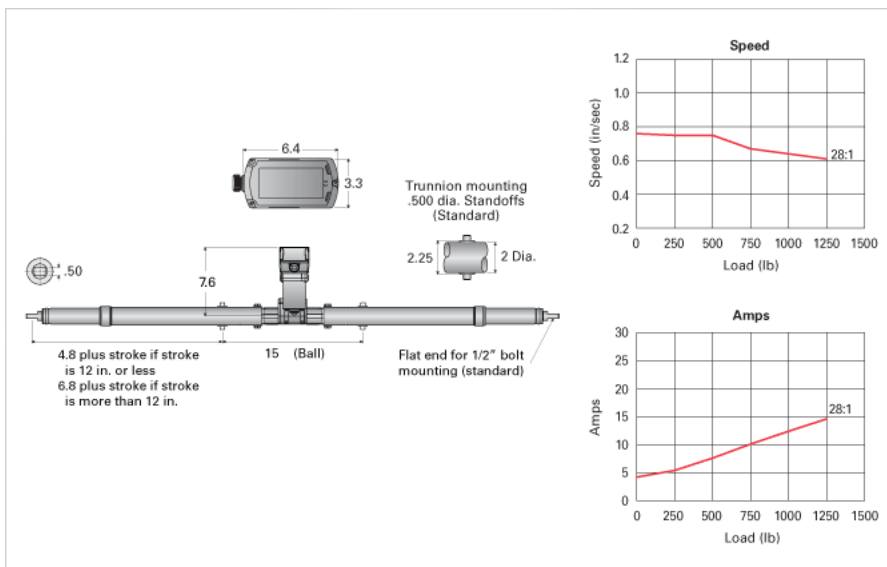 6.4
3.3
Trunnion mounting
.500 dia. Standoffs
(Standard)
2.25
2 Dia.
.50
7.6
4.8 plus stroke if stroke
is 12 in. or less
6.8 plus stroke if stroke
is more than 12 in.
15 (Ball)
Flat end for 1/2" bolt
mounting (standard)
Speed
Speed (in/sec)
1.2
1.0
0.8
0.6
0.4
0.2
28:1
0 250 500 750 1000 1250 1500
Load (lb)
Amps
Amps
30
25
20
15
10
5
0
28:1
0 250 500 750 1000 1250 1500
Load (lb)